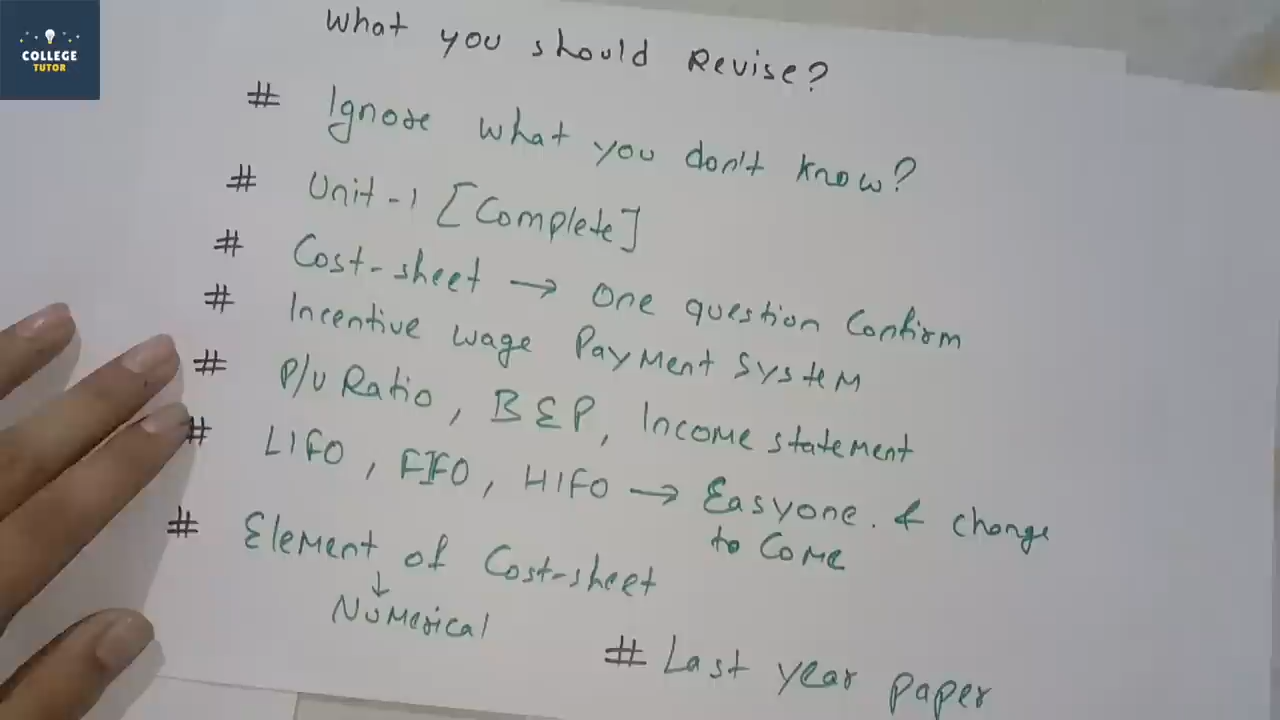 COLLEGE
TUTOR
What you should Revise?
# Ignore what you don't know?
# Unit-1 [Complete]
# Cost-sheet → one question Confirm
# Incentive wage Payment System
# P/V Ratio, BEP, Income statement
# LIFO, FIFO, HIFO → Easyone. & change
to Come
# Element of Cost-sheet
↓
Numerical
# Last year paper